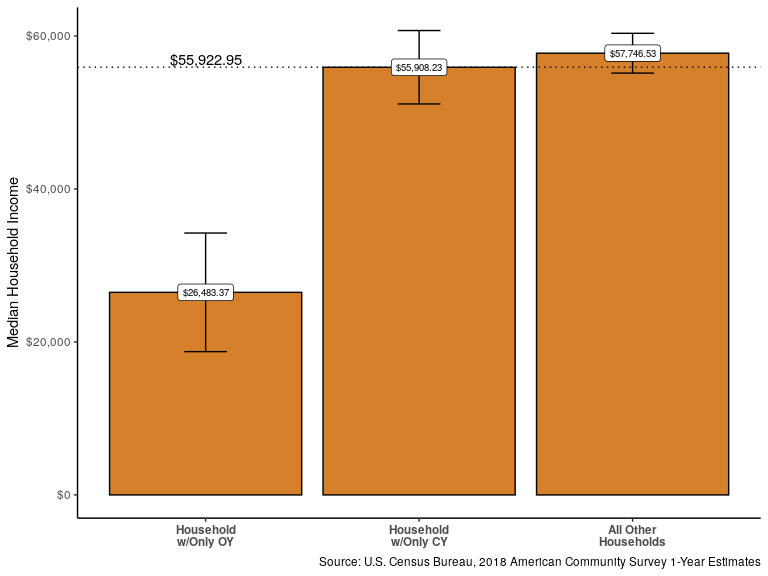 Median Household Income
$60,000
$40,000
$20,000
$0
$55,922.95
$26,483.37
$55,908.23
$57,746.53
Household
w/Only OY
Household
w/Only CY
All Other
Households
Source: U.S. Census Bureau, 2018 American Community Survey 1-Year Estimates